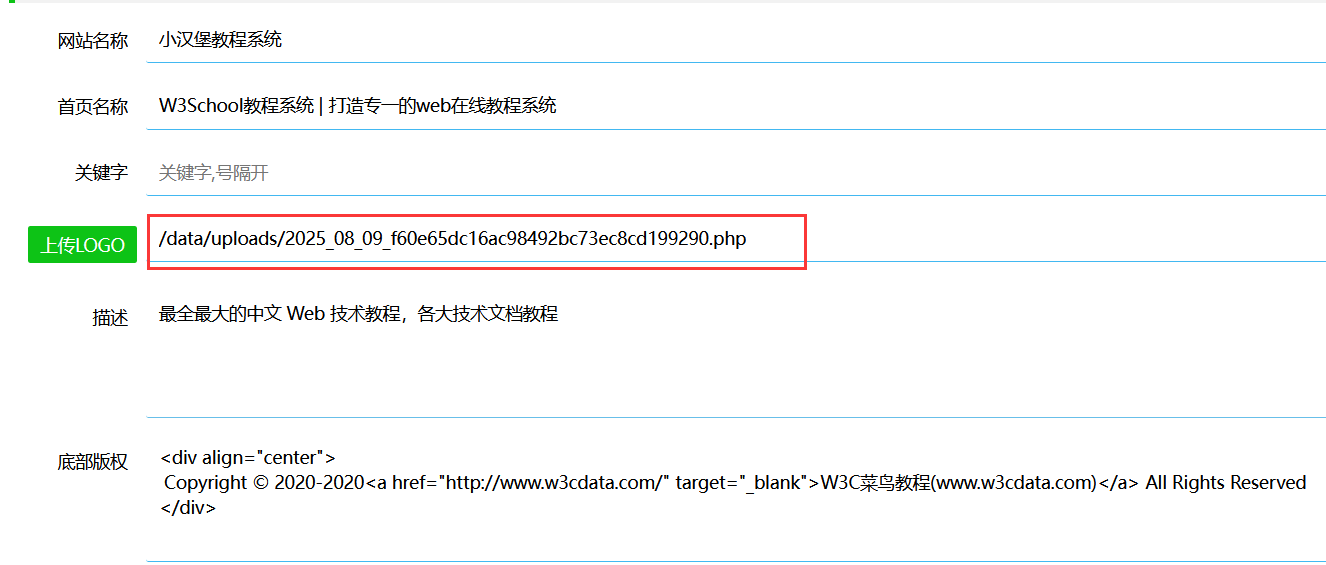 网站名称 小汉堡教程系统
首页名称 W3School教程系统 | 打造专一的web在线教程系统
关键字 关键字,号隔开
上传LOGO /data/uploads/2025_08_09_f60e65dc16ac98492bc73ec8cd199290.php
描述 最全最大的中文 Web 技术教程，各大技术文档教程
底部版权 <div align="center">
Copyright © 2020-2020<a href="http://www.w3cdata.com/" target="_blank">W3C菜鸟教程(www.w3cdata.com)</a> All Rights Reserved
</div>